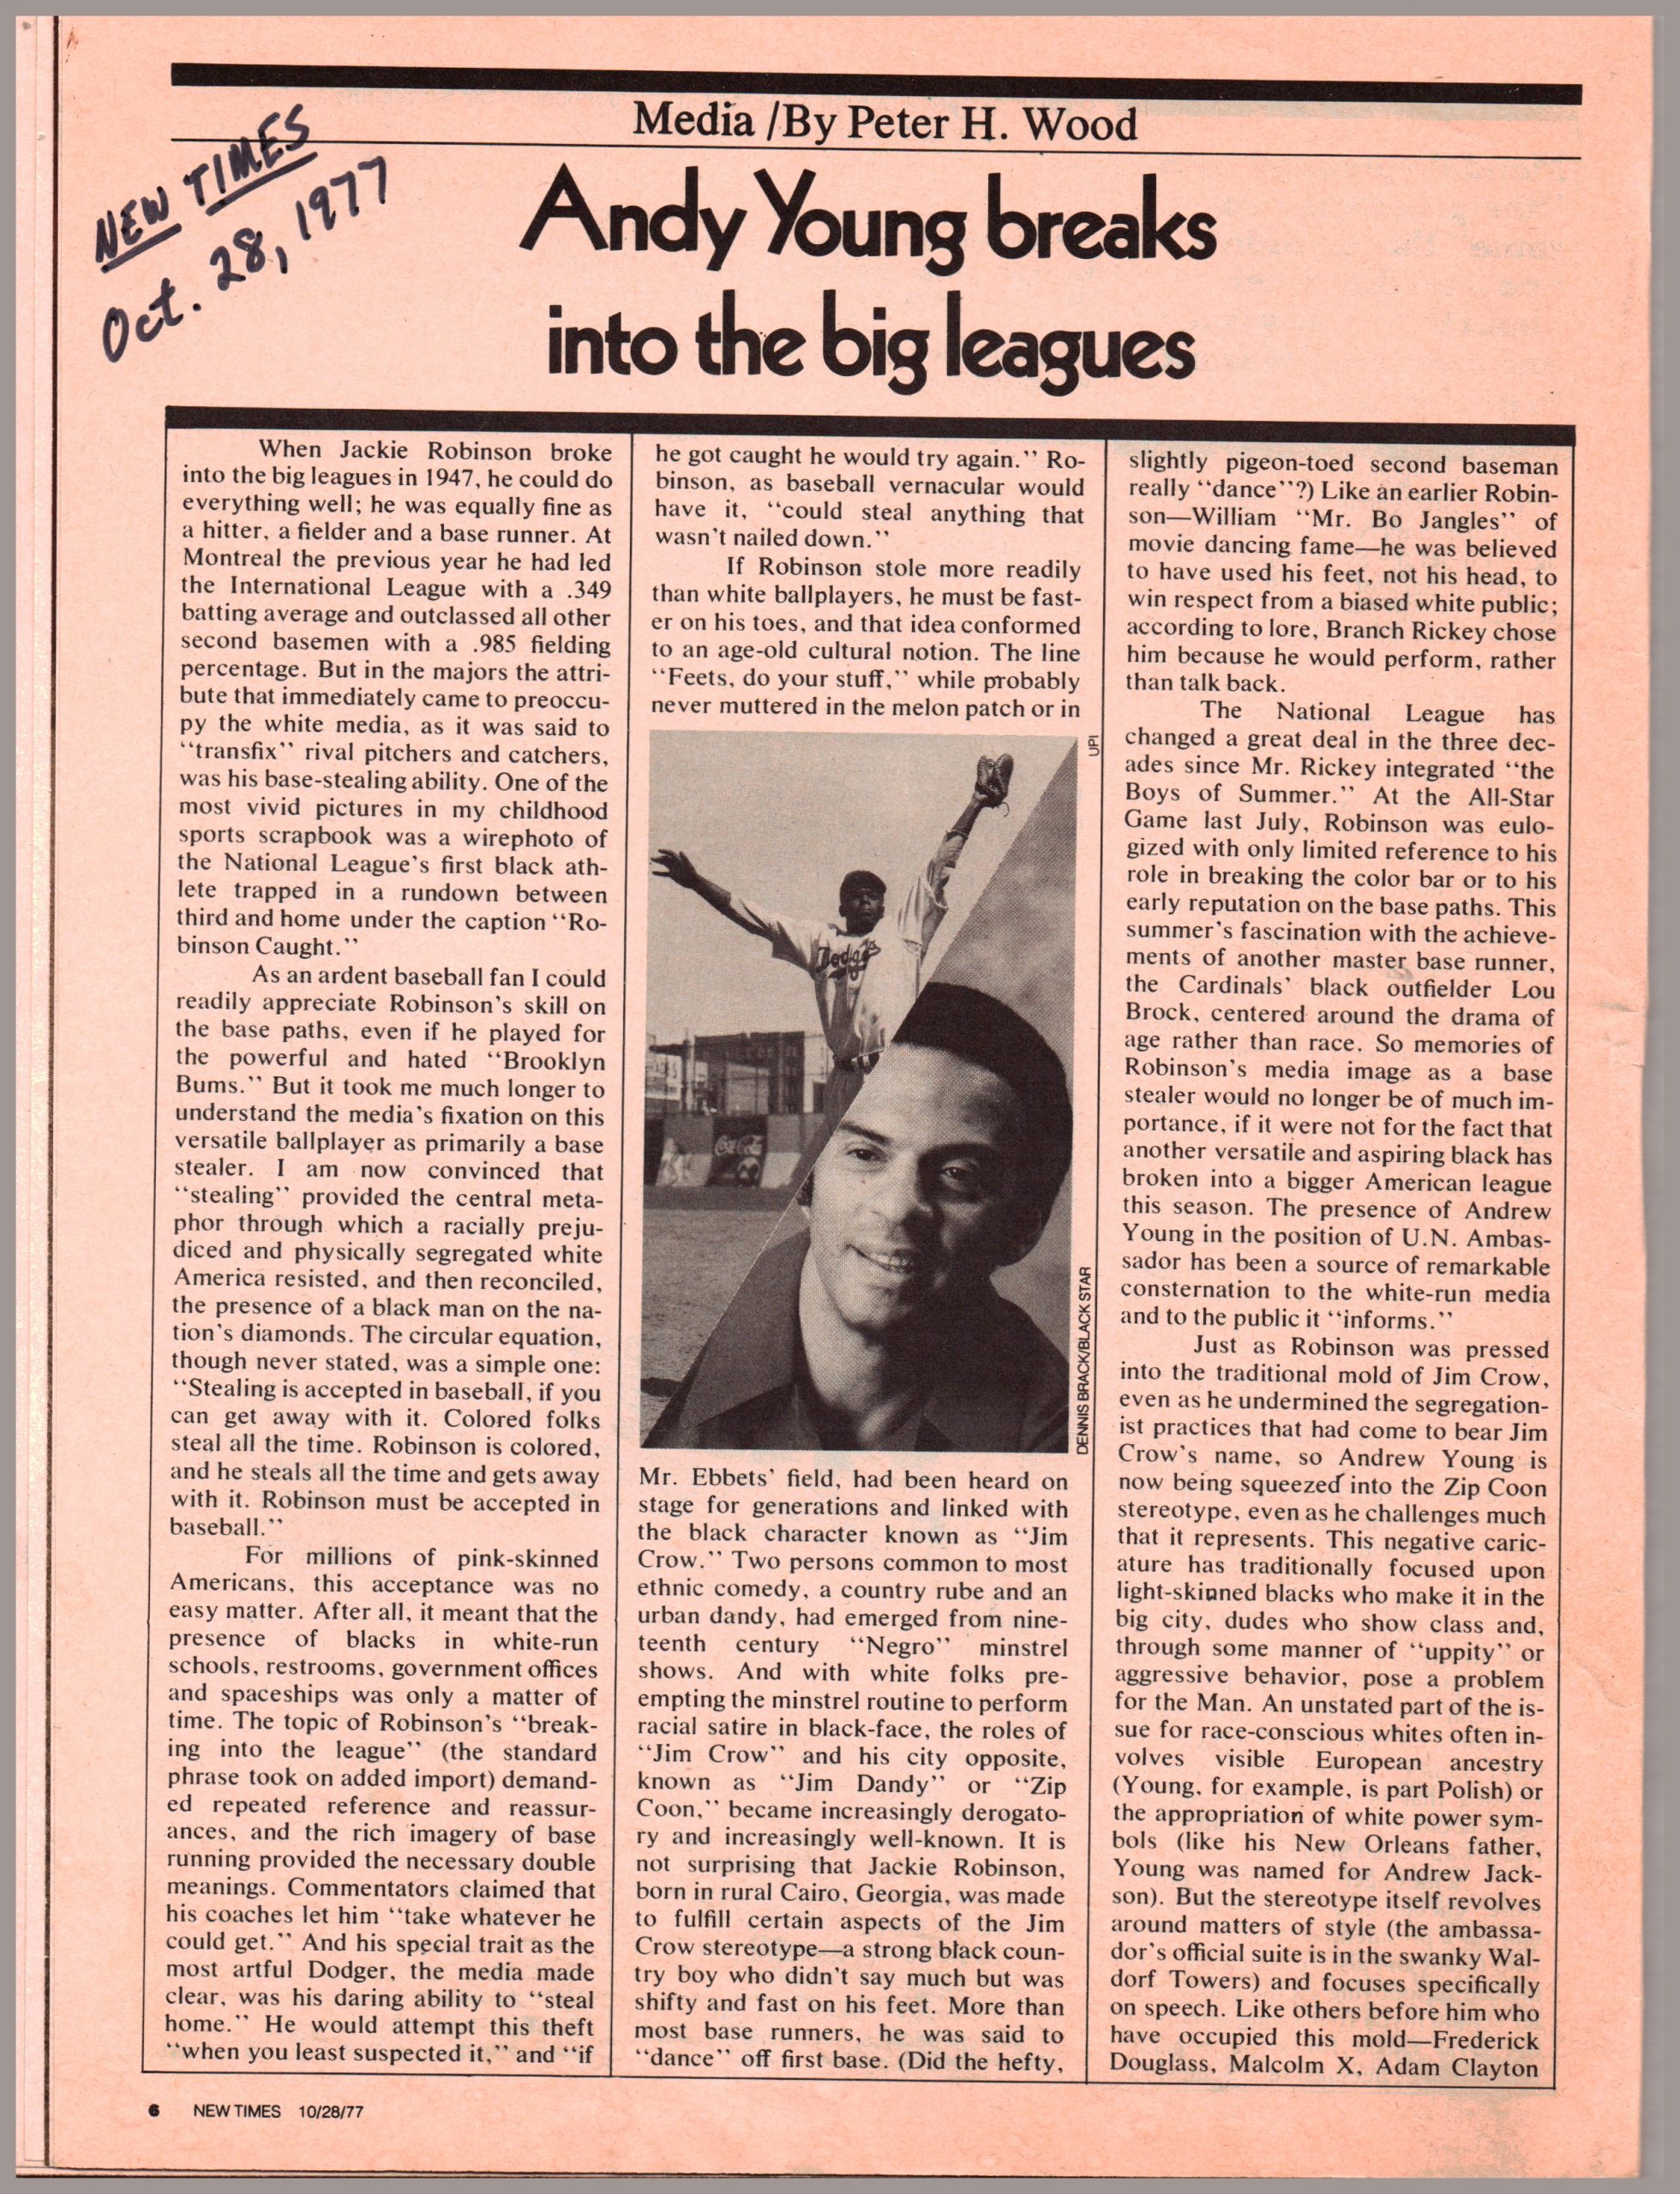 NEW TIMES
Oct. 28, 1977
Media /By Peter H. Wood
Andy Young breaks
into the big leagues
When Jackie Robinson broke
into the big leagues in 1947, he could do
everything well; he was equally fine as
a hitter, a fielder and a base runner. At
Montreal the previous year he had led
the International League with a .349
batting average and outclassed all other
second basemen with a .985 fielding
percentage. But in the majors the attri-
bute that immediately came to preoccu-
py the white media, as it was said to
“transfix” rival pitchers and catchers,
was his base-stealing ability. One of the
most vivid pictures in my childhood
sports scrapbook was a wirephoto of
the National League’s first black ath-
lete trapped in a rundown between
third and home under the caption “Ro-
binson Caught.”
As an ardent baseball fan I could
readily appreciate Robinson’s skill on
the base paths, even if he played for
the powerful and hated “Brooklyn
Bums.” But it took me much longer to
understand the media’s fixation on this
versatile ballplayer as primarily a base
stealer. I am now convinced that
“stealing” provided the central meta-
phor through which a racially preju-
diced and physically segregated white
America resisted, and then reconciled,
the presence of a black man on the na-
tion’s diamonds. The circular equation,
though never stated, was a simple one:
“Stealing is accepted in baseball, if you
can get away with it. Colored folks
steal all the time. Robinson is colored,
and he steals all the time and gets away
with it. Robinson must be accepted in
baseball.”
For millions of pink-skinned
Americans, this acceptance was no
easy matter. After all, it meant that the
presence of blacks in white-run
schools, restrooms, government offices
and spaceships was only a matter of
time. The topic of Robinson’s “break-
ing into the league” (the standard
phrase took on added import) demand-
ed repeated reference and reassur-
ances, and the rich imagery of base
running provided the necessary double
meanings. Commentators claimed that
his coaches let him “take whatever he
could get.” And his special trait as the
most artful Dodger, the media made
clear, was his daring ability to “steal
home.” He would attempt this theft
“when you least suspected it,” and “if
he got caught he would try again.” Ro-
binson, as baseball vernacular would
have it, “could steal anything that
wasn’t nailed down.”
If Robinson stole more readily
than white ballplayers, he must be fast-
er on his toes, and that idea conformed
to an age-old cultural notion. The line
“Feets, do your stuff,” while probably
never muttered in the melon patch or in
UPI
Dodgers
Coca-Cola
DENNIS BRACK/BLACK STAR
Mr. Ebbets’ field, had been heard on
stage for generations and linked with
the black character known as “Jim
Crow.” Two persons common to most
ethnic comedy, a country rube and an
urban dandy, had emerged from nine-
teenth century “Negro” minstrel
shows. And with white folks pre-
empting the minstrel routine to perform
racial satire in black-face, the roles of
“Jim Crow” and his city opposite,
known as “Jim Dandy” or “Zip
Coon,” became increasingly derogato-
ry and increasingly well-known. It is
not surprising that Jackie Robinson,
born in rural Cairo, Georgia, was made
to fulfill certain aspects of the Jim
Crow stereotype—a strong black coun-
try boy who didn’t say much but was
shifty and fast on his feet. More than
most base runners, he was said to
“dance” off first base. (Did the hefty,
slightly pigeon-toed second baseman
really “dance”?) Like an earlier Robin-
son—William “Mr. Bo Jangles” of
movie dancing fame—he was believed
to have used his feet, not his head, to
win respect from a biased white public;
according to lore, Branch Rickey chose
him because he would perform, rather
than talk back.
The National League has
changed a great deal in the three dec-
ades since Mr. Rickey integrated “the
Boys of Summer.” At the All-Star
Game last July, Robinson was eulo-
gized with only limited reference to his
role in breaking the color bar or to his
early reputation on the base paths. This
summer’s fascination with the achieve-
ments of another master base runner,
the Cardinals’ black outfielder Lou
Brock, centered around the drama of
age rather than race. So memories of
Robinson’s media image as a base
stealer would no longer be of much im-
portance, if it were not for the fact that
another versatile and aspiring black has
broken into a bigger American league
this season. The presence of Andrew
Young in the position of U.N. Ambas-
sador has been a source of remarkable
consternation to the white-run media
and to the public it “informs.”
Just as Robinson was pressed
into the traditional mold of Jim Crow,
even as he undermined the segregation-
ist practices that had come to bear Jim
Crow’s name, so Andrew Young is
now being squeezed into the Zip Coon
stereotype, even as he challenges much
that it represents. This negative caric-
ature has traditionally focused upon
light-skinned blacks who make it in the
big city, dudes who show class and,
through some manner of “uppity” or
aggressive behavior, pose a problem
for the Man. An unstated part of the is-
sue for race-conscious whites often in-
volves visible European ancestry
(Young, for example, is part Polish) or
the appropriation of white power sym-
bols (like his New Orleans father,
Young was named for Andrew Jack-
son). But the stereotype itself revolves
around matters of style (the ambassa-
dor’s official suite is in the swanky Wal-
dorf Towers) and focuses specifically
on speech. Like others before him who
have occupied this mold—Frederick
Douglass, Malcolm X, Adam Clayton
6 NEW TIMES 10/28/77